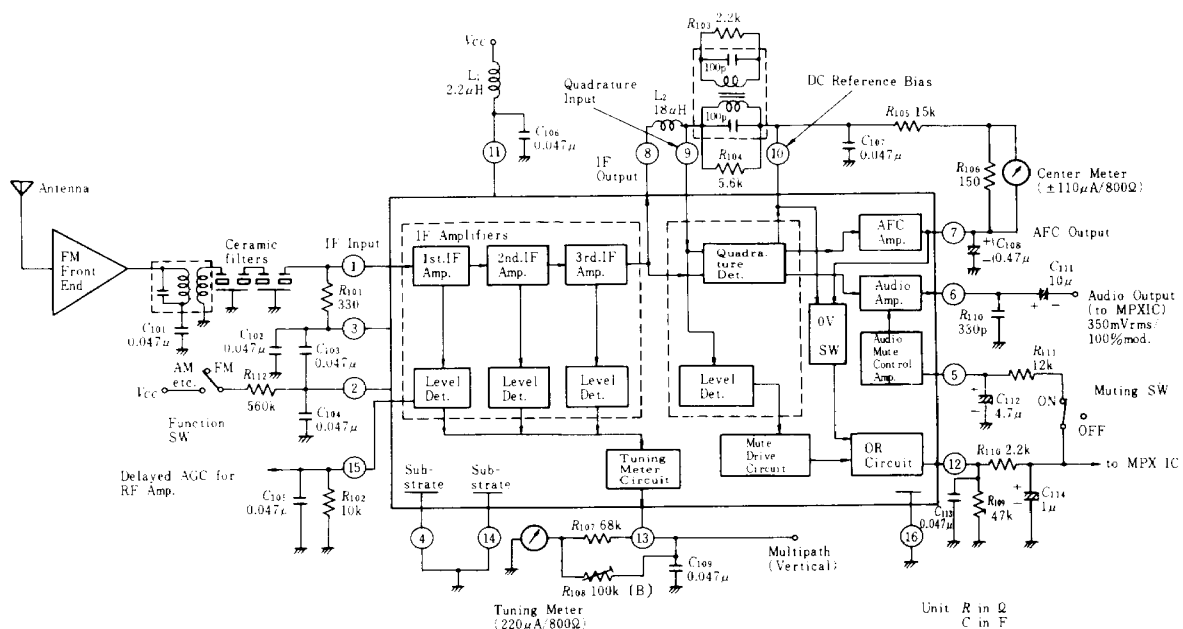 R103
2.2k
Vcc
L1
2.2μH
C106
0.047μ
11
Quadrature
Input
L2
18μH
100p
100p
DC Reference Bias
8
9
10
IF
Output
R104
5.6k
R105 15k
C107
0.047μ
R106
150
Center Meter
(±110μA/800Ω)
Antenna
FM
Front
End
Ceramic
filters
IF Input
1
R101
330
3
C101
0.047μ
C102
0.047μ
C103
0.047μ
AM
etc.
FM
Vcc
R112
560k
2
C104
0.047μ
Function
SW
IF Amplifiers
1st.IF
Amp.
2nd.IF
Amp.
3rd.IF
Amp.
Level
Det.
Level
Det.
Level
Det.
Quadra-
ture
Det.
Level
Det.
AFC
Amp.
Audio
Amp.
Audio
Mute
Control
Amp.
0V
SW
Mute
Drive
Circuit
OR
Circuit
Tuning
Meter
Circuit
7
+
C108
0.47μ
−
AFC Output
6
R110
330p
C111
10μ
+
−
Audio Output
(to MPXIC)
350mVrms/
100%mod.
5
R111
12k
+
C112
4.7μ
−
Muting SW
ON
OFF
12
R110 2.2k
to MPX IC
C113
0.047μ
R109
47k
+
C114
1μ
−
15
Delayed AGC for
RF Amp.
C105
0.047μ
R102
10k
Sub-
strate
Sub-
strate
4
14
16
R107 68k
13
R108 100k (B)
C109
0.047μ
Multipath
(Vertical)
Tuning Meter
(220μA/800Ω)
Unit R in Ω
C in F